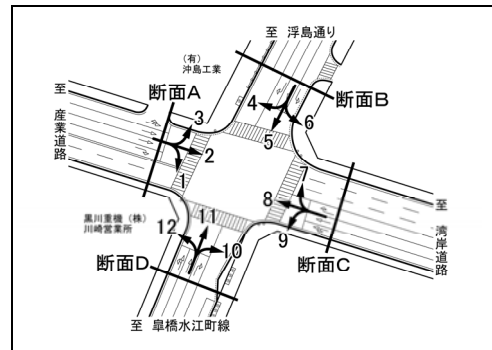 至 浮島通り
(有)
沖島工業
断面A
断面B
至 産業道路
3
4
6
2
5
1
7
8
至 湾岸道路
11
12
10
9
黒川重機（株）
川崎営業所
断面C
断面D
至 皐橋水江町線